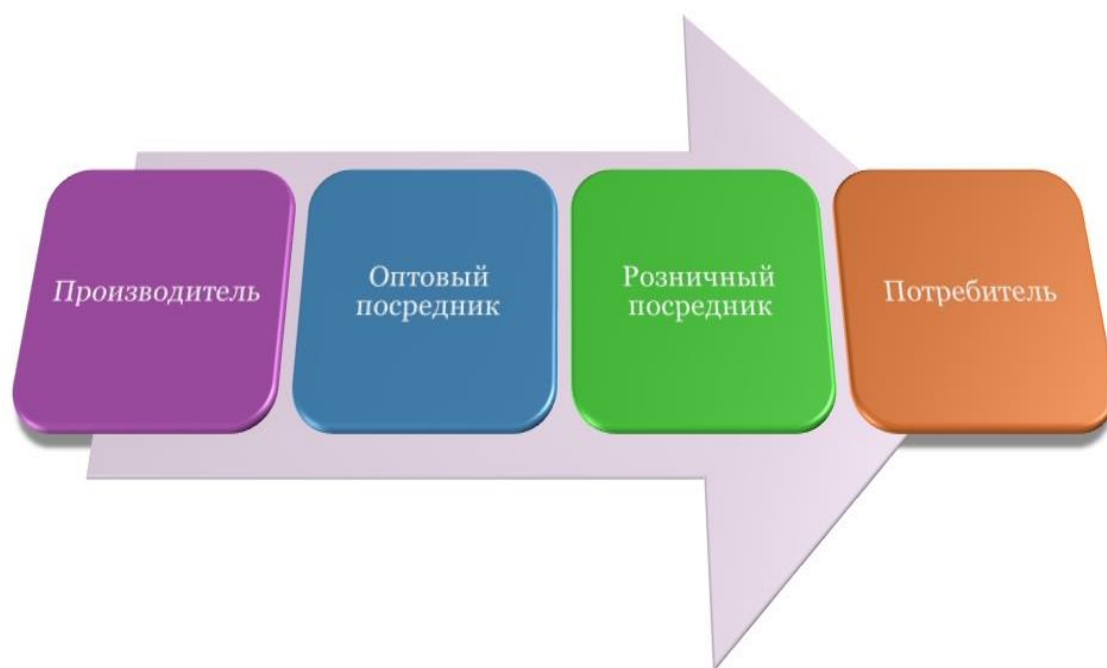 Производитель
Оптовый
посредник
Розничный
посредник
Потребитель